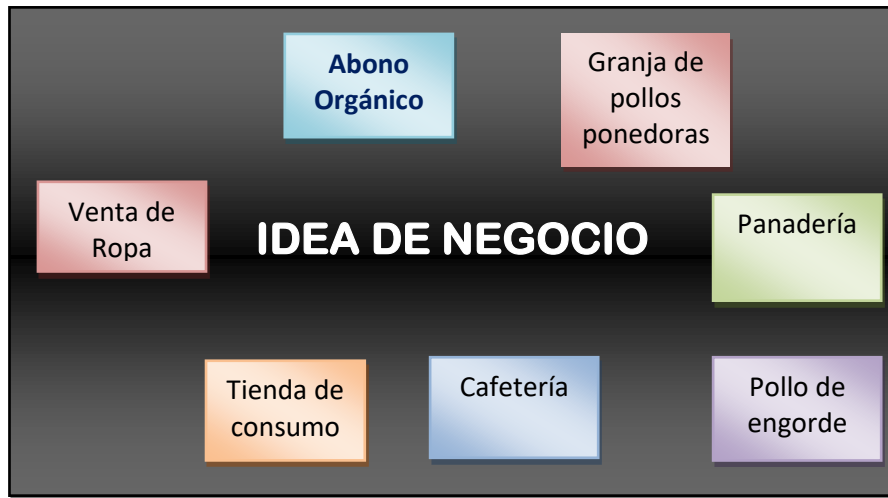 Abono
Orgánico
Granja de
pollos
ponedoras
Venta de
Ropa
IDEA DE NEGOCIO
Panadería
Tienda de
consumo
Cafetería
Pollo de
engorde